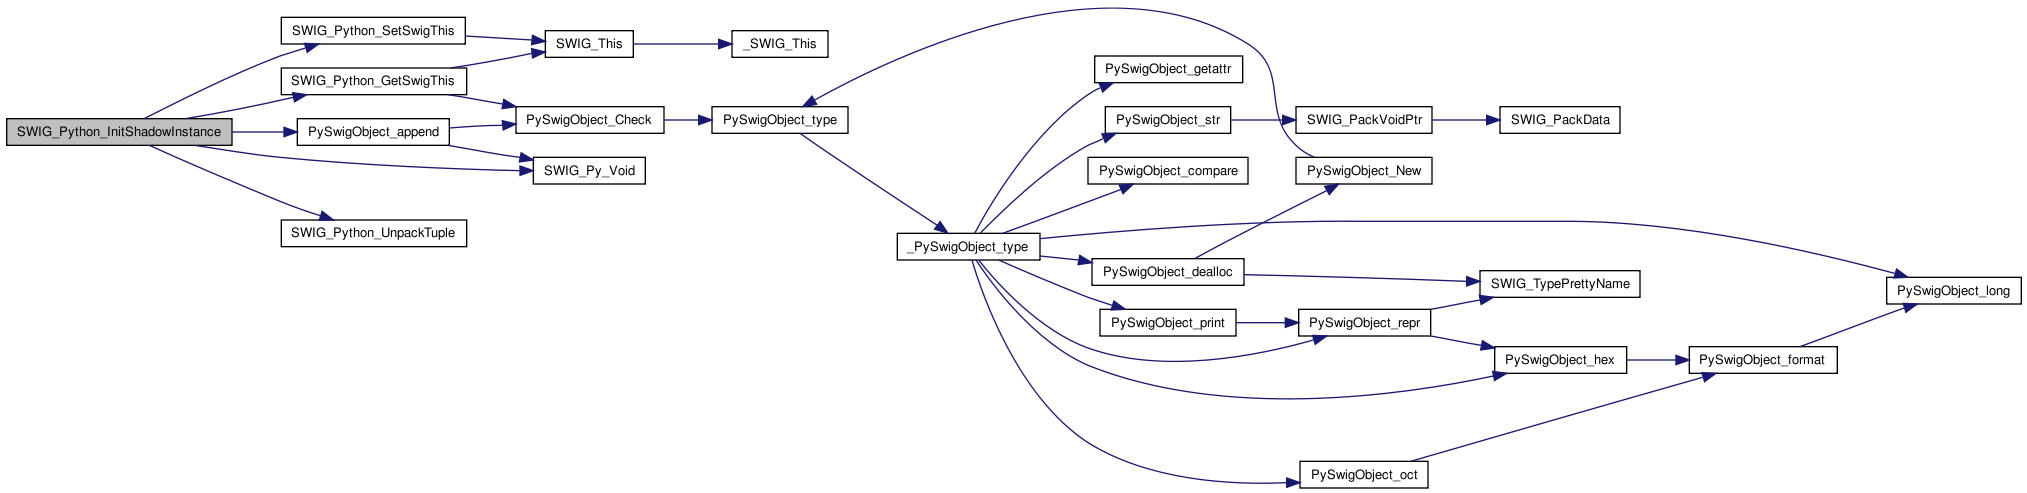 SWIG_Python_InitShadowInstance
SWIG_Python_SetSwigThis
SWIG_Python_GetSwigThis
PySwigObject_append
SWIG_Python_UnpackTuple
SWIG_This
PySwigObject_Check
SWIG_Py_Void
_SWIG_This
PySwigObject_type
_PySwigObject_type
PySwigObject_getattr
PySwigObject_str
PySwigObject_compare
PySwigObject_dealloc
PySwigObject_print
SWIG_PackVoidPtr
PySwigObject_New
PySwigObject_repr
PySwigObject_oct
SWIG_PackData
SWIG_TypePrettyName
PySwigObject_hex
PySwigObject_format
PySwigObject_long